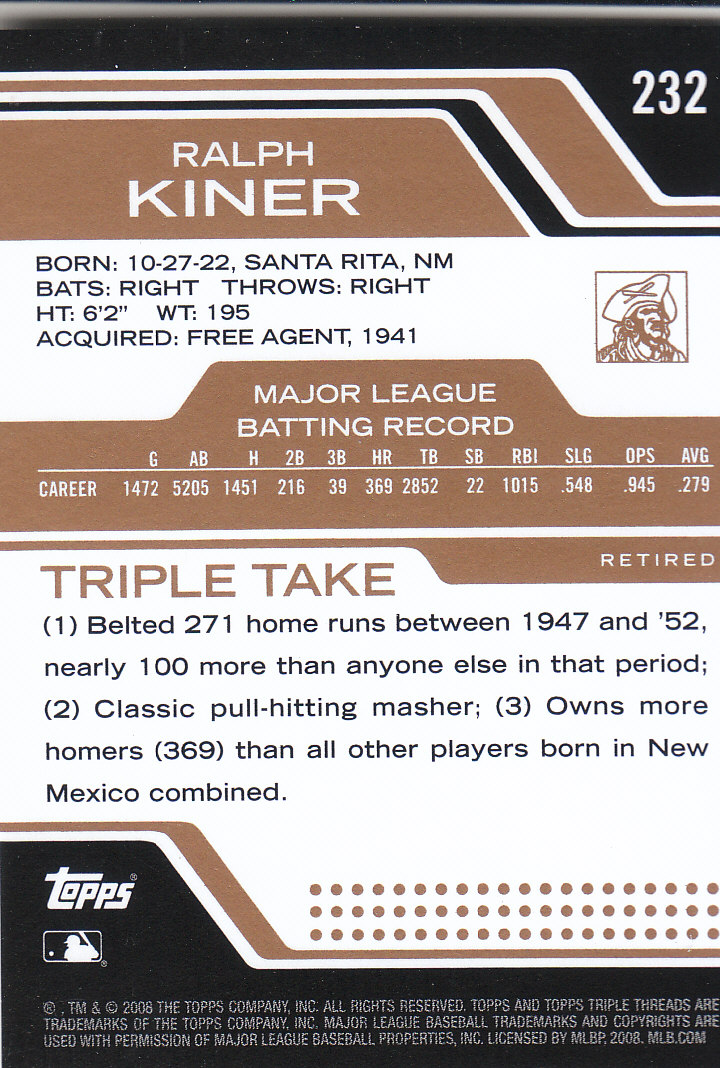 232
RALPH
KINER
BORN: 10-27-22, SANTA RITA, NM
BATS: RIGHT THROWS: RIGHT
HT: 6'2" WT: 195
ACQUIRED: FREE AGENT, 1941
MAJOR LEAGUE
BATTING RECORD
G AB H 2B 3B HR TB SB RBI SLG OPS AVG
CAREER 1472 5205 1451 216 39 369 2852 22 1015 .548 .945 .279
RETIRED
TRIPLE TAKE
(1) Belted 271 home runs between 1947 and '52,
nearly 100 more than anyone else in that period;
(2) Classic pull-hitting masher; (3) Owns more
homers (369) than all other players born in New
Mexico combined.
Topps®
®
®, TM & © 2008 THE TOPPS COMPANY, INC. ALL RIGHTS RESERVED. TOPPS AND TOPPS TRIPLE THREADS ARE
TRADEMARKS OF THE TOPPS COMPANY, INC. MAJOR LEAGUE BASEBALL TRADEMARKS AND COPYRIGHTS ARE
USED WITH PERMISSION OF MAJOR LEAGUE BASEBALL PROPERTIES, INC. LICENSED BY MLBP, 2008. MLB.COM